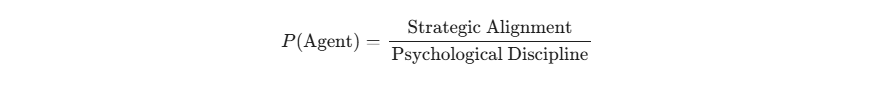 P(Agent) = Strategic Alignment / Psychological Discipline